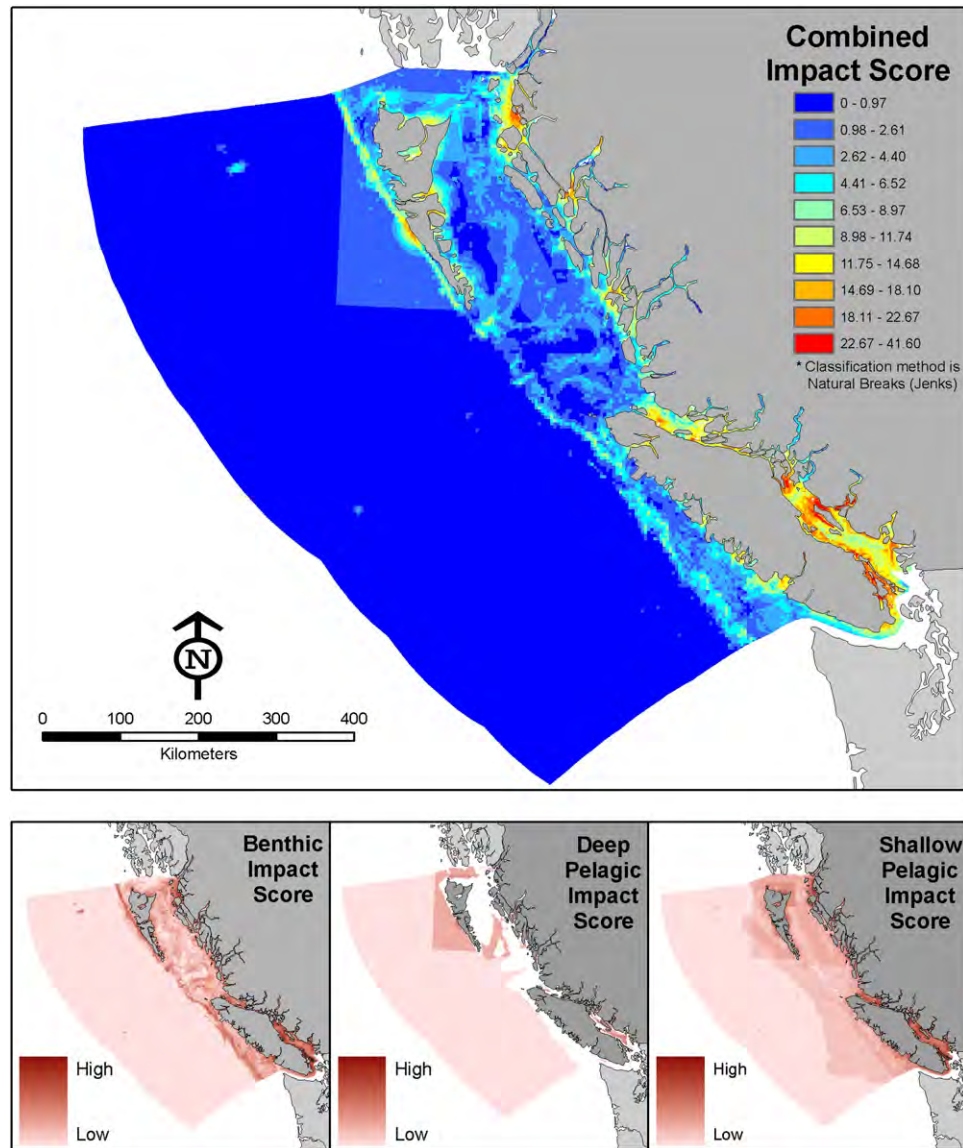 Combined
Impact Score
0 - 0.97
0.98 - 2.61
2.62 - 4.40
4.41 - 6.52
6.53 - 8.97
8.98 - 11.74
11.75 - 14.68
14.69 - 18.10
18.11 - 22.67
22.67 - 41.60
* Classification method is
Natural Breaks (Jenks)
N
0 100 200 300 400
Kilometers
Benthic
Impact
Score
High
Low
Deep
Pelagic
Impact
Score
High
Low
Shallow
Pelagic
Impact
Score
High
Low